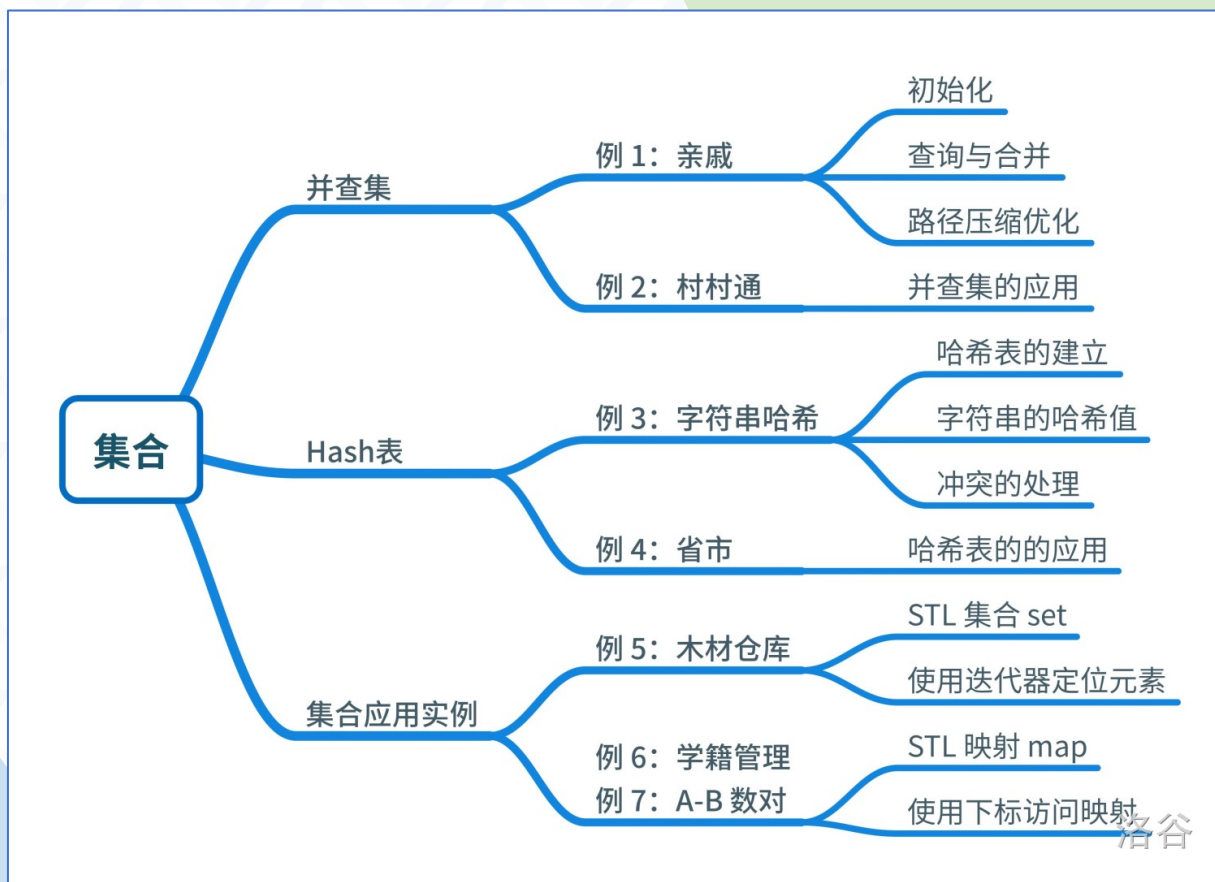 集合
并查集
例 1：亲戚
初始化
查询与合并
路径压缩优化
例 2：村村通
并查集的应用
Hash表
例 3：字符串哈希
哈希表的建立
字符串的哈希值
冲突的处理
例 4：省市
哈希表的的应用
集合应用实例
例 5：木材仓库
STL 集合 set
使用迭代器定位元素
例 6：学籍管理
例 7：A-B 数对
STL 映射 map
使用下标访问映射
洛谷